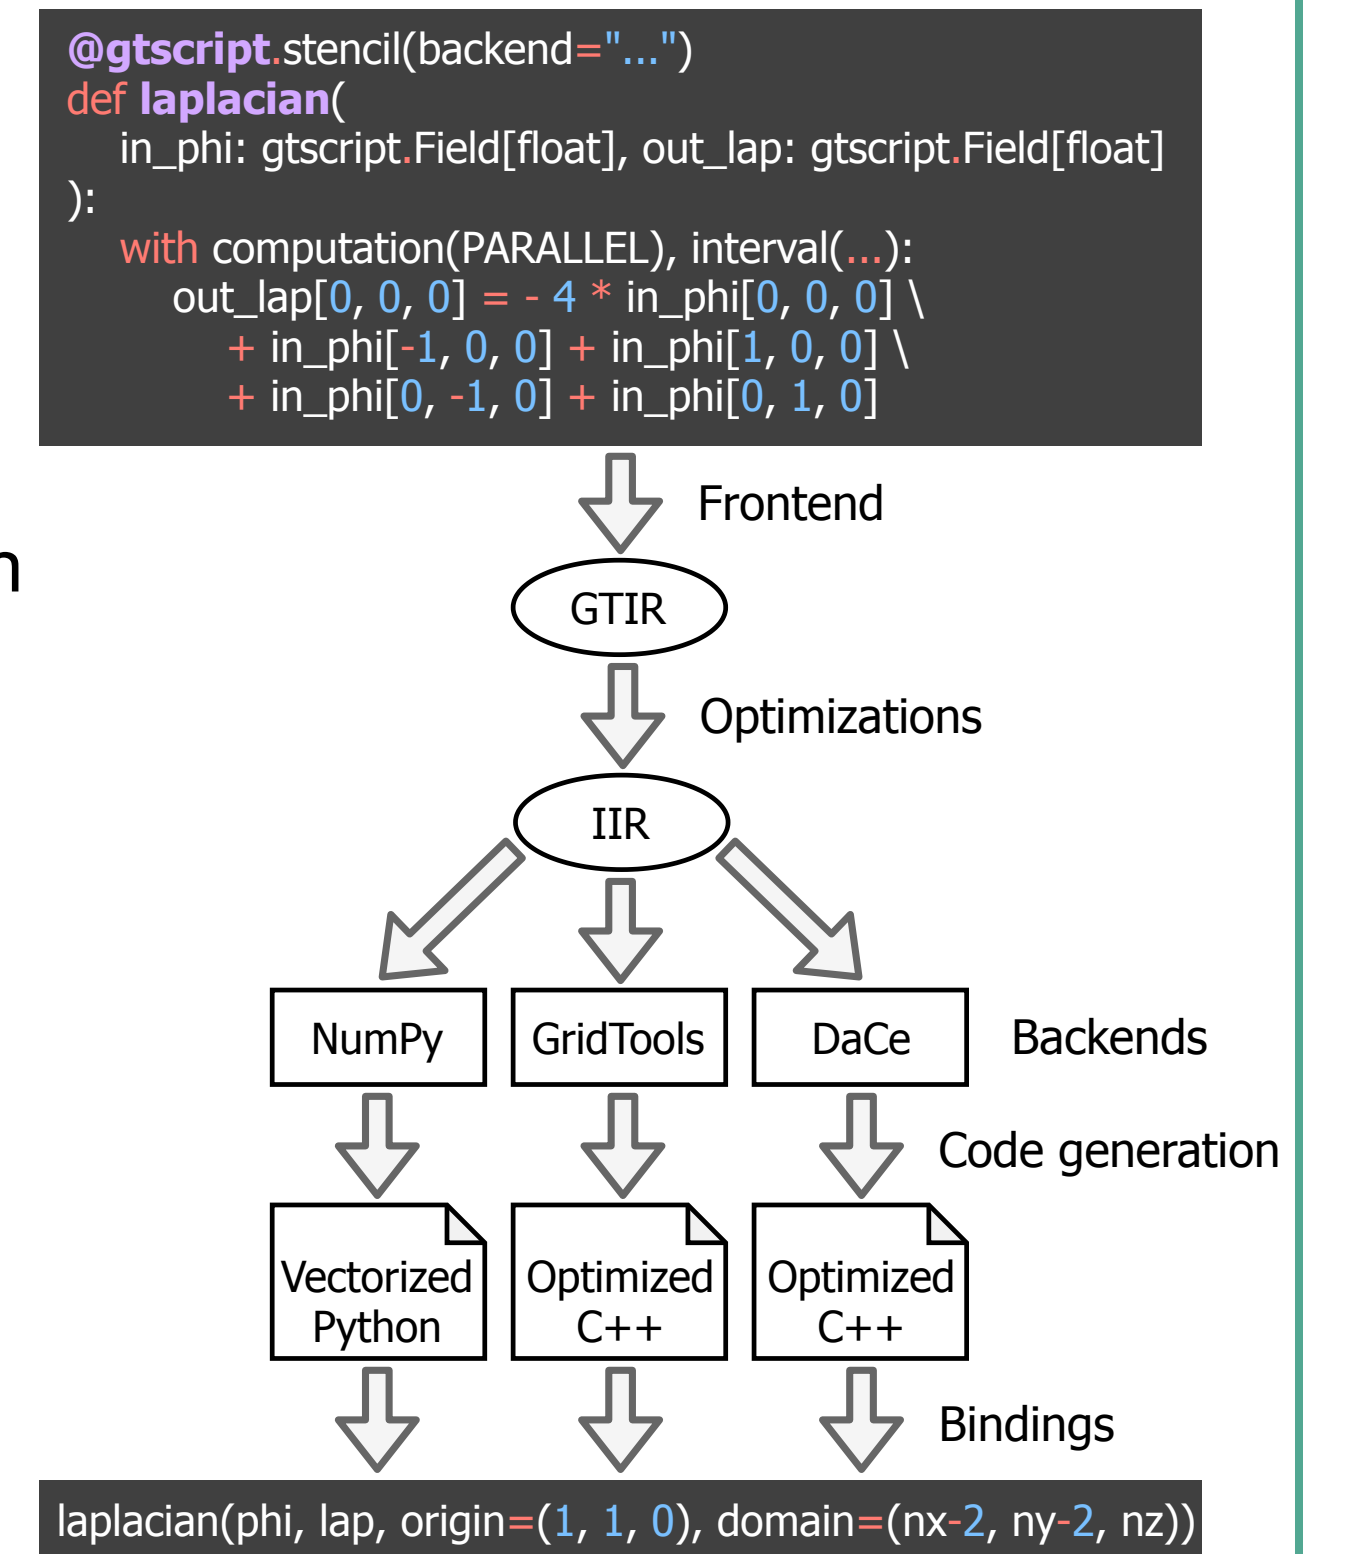 @gtscript.stencil(backend="...")
def laplacian(
in_phi: gtscript.Field[float], out_lap: gtscript.Field[float]
):
with computation(PARALLEL), interval(...):
out_lap[0, 0, 0] = - 4 * in_phi[0, 0, 0] \
+ in_phi[-1, 0, 0] + in_phi[1, 0, 0] \
+ in_phi[0, -1, 0] + in_phi[0, 1, 0]
Frontend
n
GTIR
Optimizations
IIR
NumPy GridTools DaCe Backends
Code generation
Vectorized Optimized Optimized
Python C++ C++
Bindings
laplacian(phi, lap, origin=(1, 1, 0), domain=(nx-2, ny-2, nz))